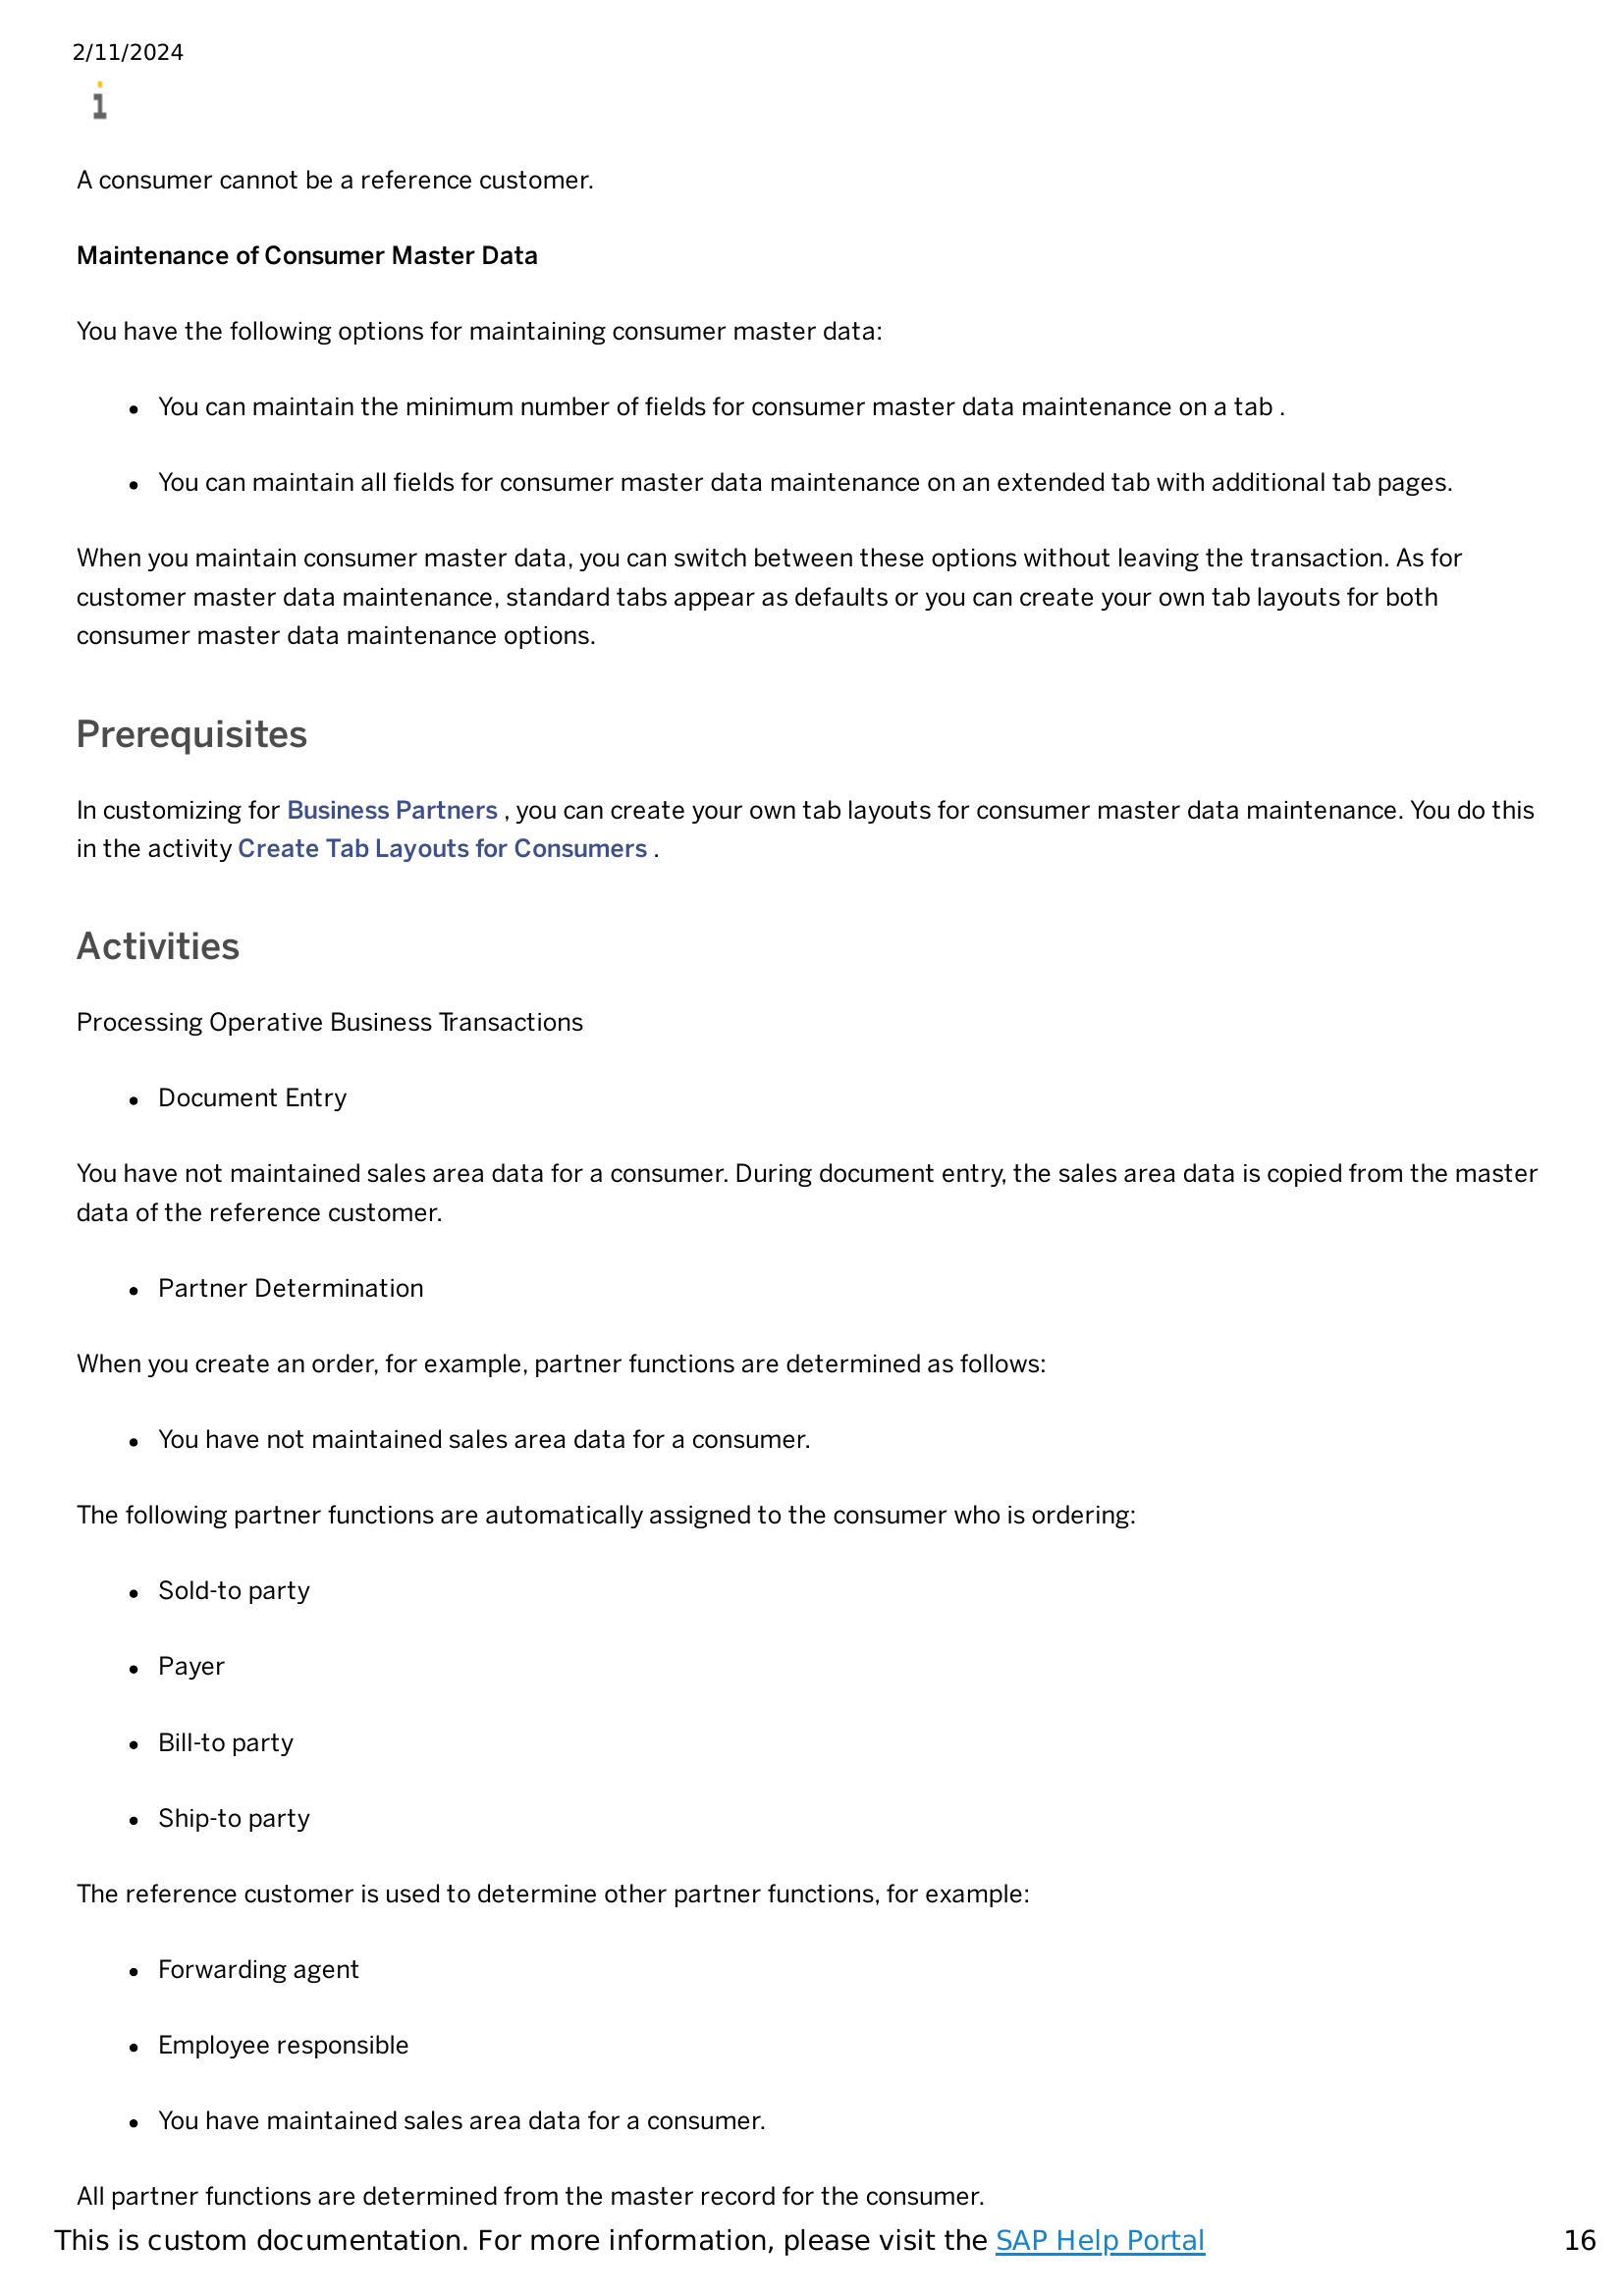 2/11/2024
i
A consumer cannot be a reference customer.
Maintenance of Consumer Master Data
You have the following options for maintaining consumer master data:
• You can maintain the minimum number of fields for consumer master data maintenance on a tab .
• You can maintain all fields for consumer master data maintenance on an extended tab with additional tab pages.
When you maintain consumer master data, you can switch between these options without leaving the transaction. As for
customer master data maintenance, standard tabs appear as defaults or you can create your own tab layouts for both
consumer master data maintenance options.
Prerequisites
In customizing for Business Partners , you can create your own tab layouts for consumer master data maintenance. You do this
in the activity Create Tab Layouts for Consumers .
Activities
Processing Operative Business Transactions
• Document Entry
You have not maintained sales area data for a consumer. During document entry, the sales area data is copied from the master
data of the reference customer.
• Partner Determination
When you create an order, for example, partner functions are determined as follows:
• You have not maintained sales area data for a consumer.
The following partner functions are automatically assigned to the consumer who is ordering:
• Sold-to party
• Payer
• Bill-to party
• Ship-to party
The reference customer is used to determine other partner functions, for example:
• Forwarding agent
• Employee responsible
• You have maintained sales area data for a consumer.
All partner functions are determined from the master record for the consumer.
This is custom documentation. For more information, please visit the SAP Help Portal 16